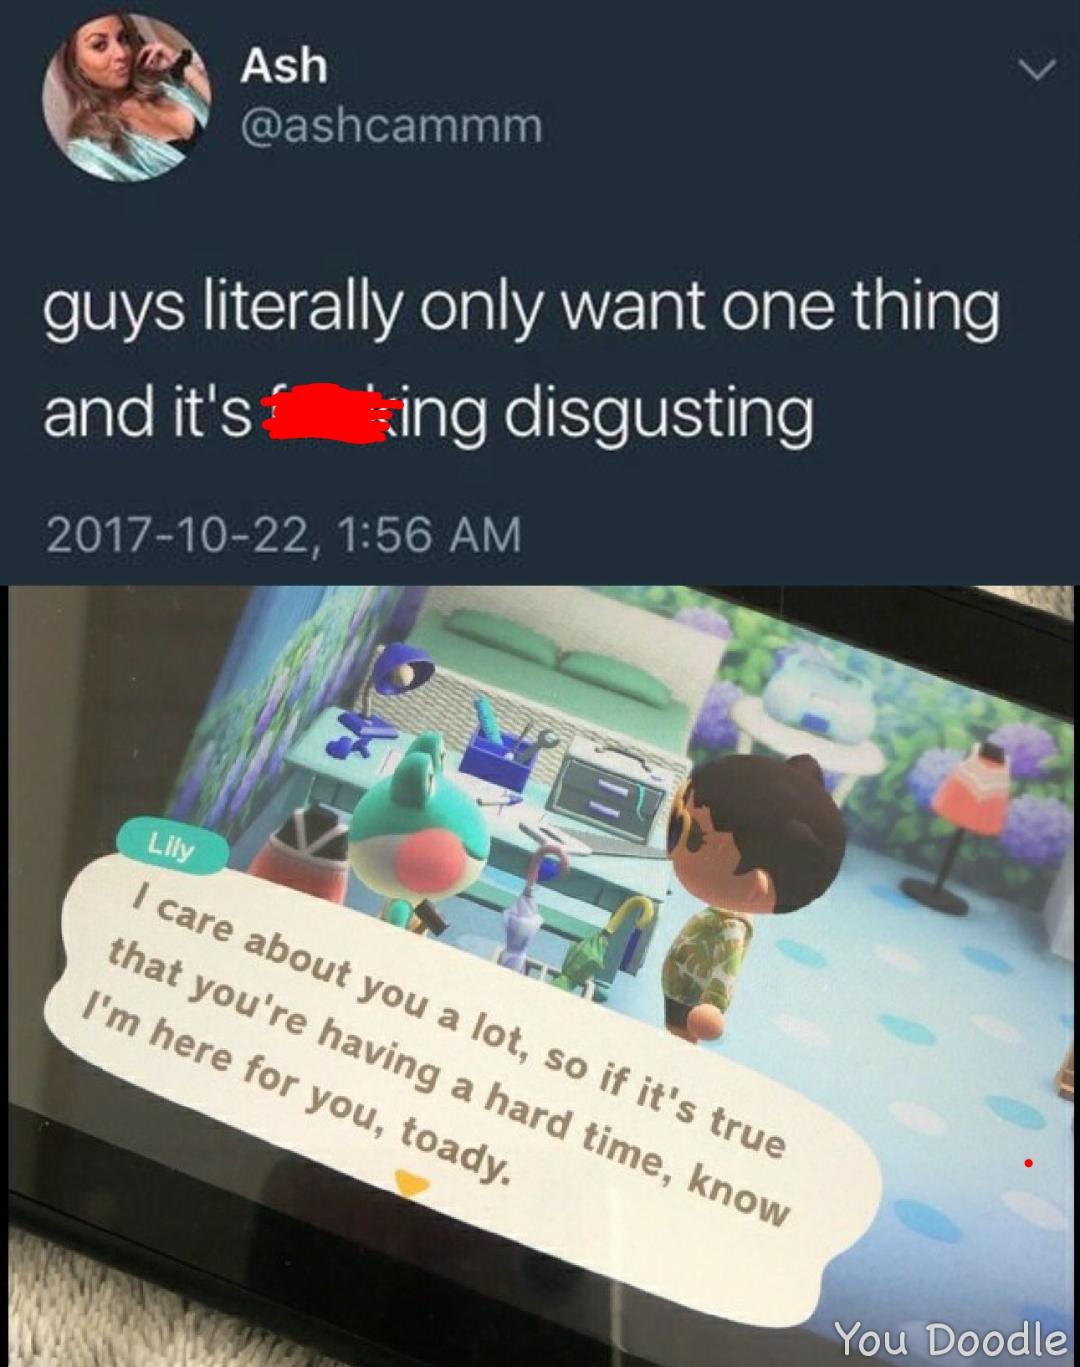 Ash
@ashcammm
guys literally only want one thing
and it's king disgusting
2017-10-22, 1:56 AM
Lily
I care about you a lot, so if it's true
that you're having a hard time, know
I'm here for you, toady.
You Doodle